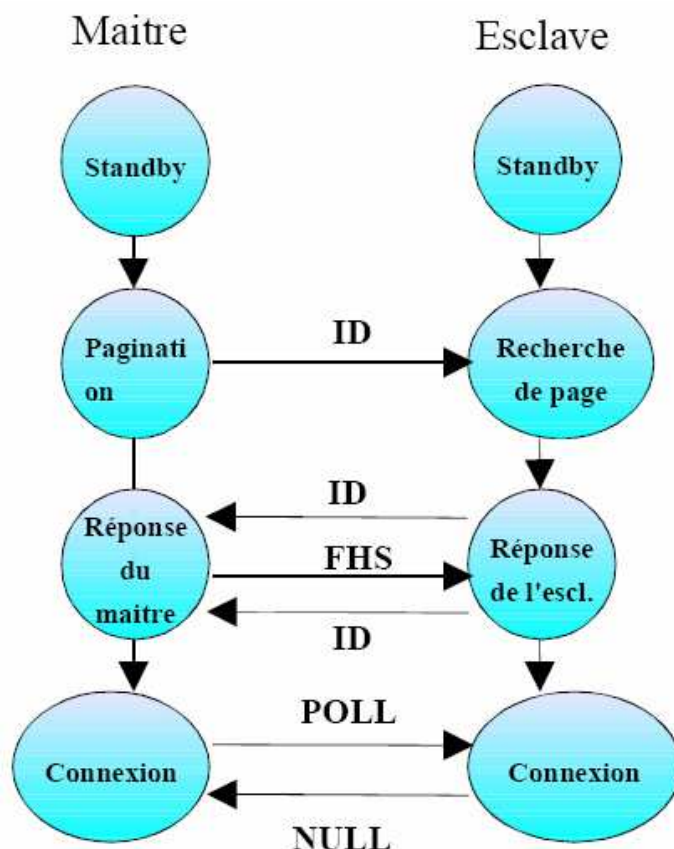 Maitre
Esclave
Standby
Standby
Paginati
on
ID
Recherche
de page
ID
Réponse
du
maitre
FHS
Réponse
de l'escl.
ID
POLL
Connexion
Connexion
NULL